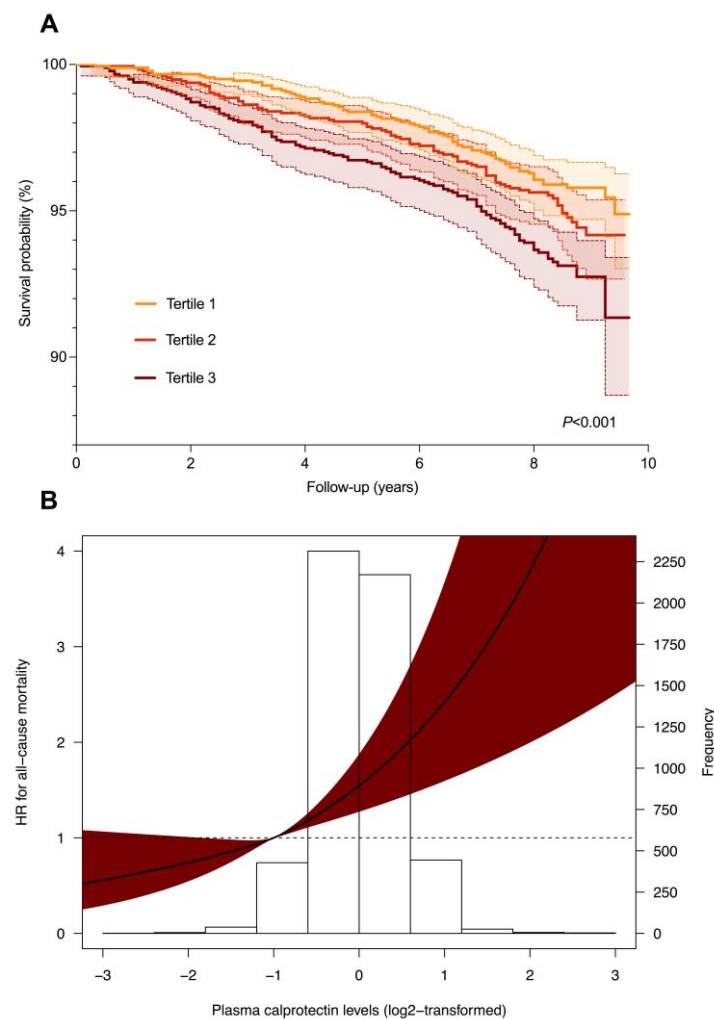 A
100
95
90
Survival probability (%)
Tertile 1
Tertile 2
Tertile 3
P<0.001
0 2 4 6 8 10
Follow-up (years)
B
4
3
2
1
0
HR for all-cause mortality
2250
2000
1750
1500
1250
1000
750
500
250
0
Frequency
−3 −2 −1 0 1 2 3
Plasma calprotectin levels (log2−transformed)